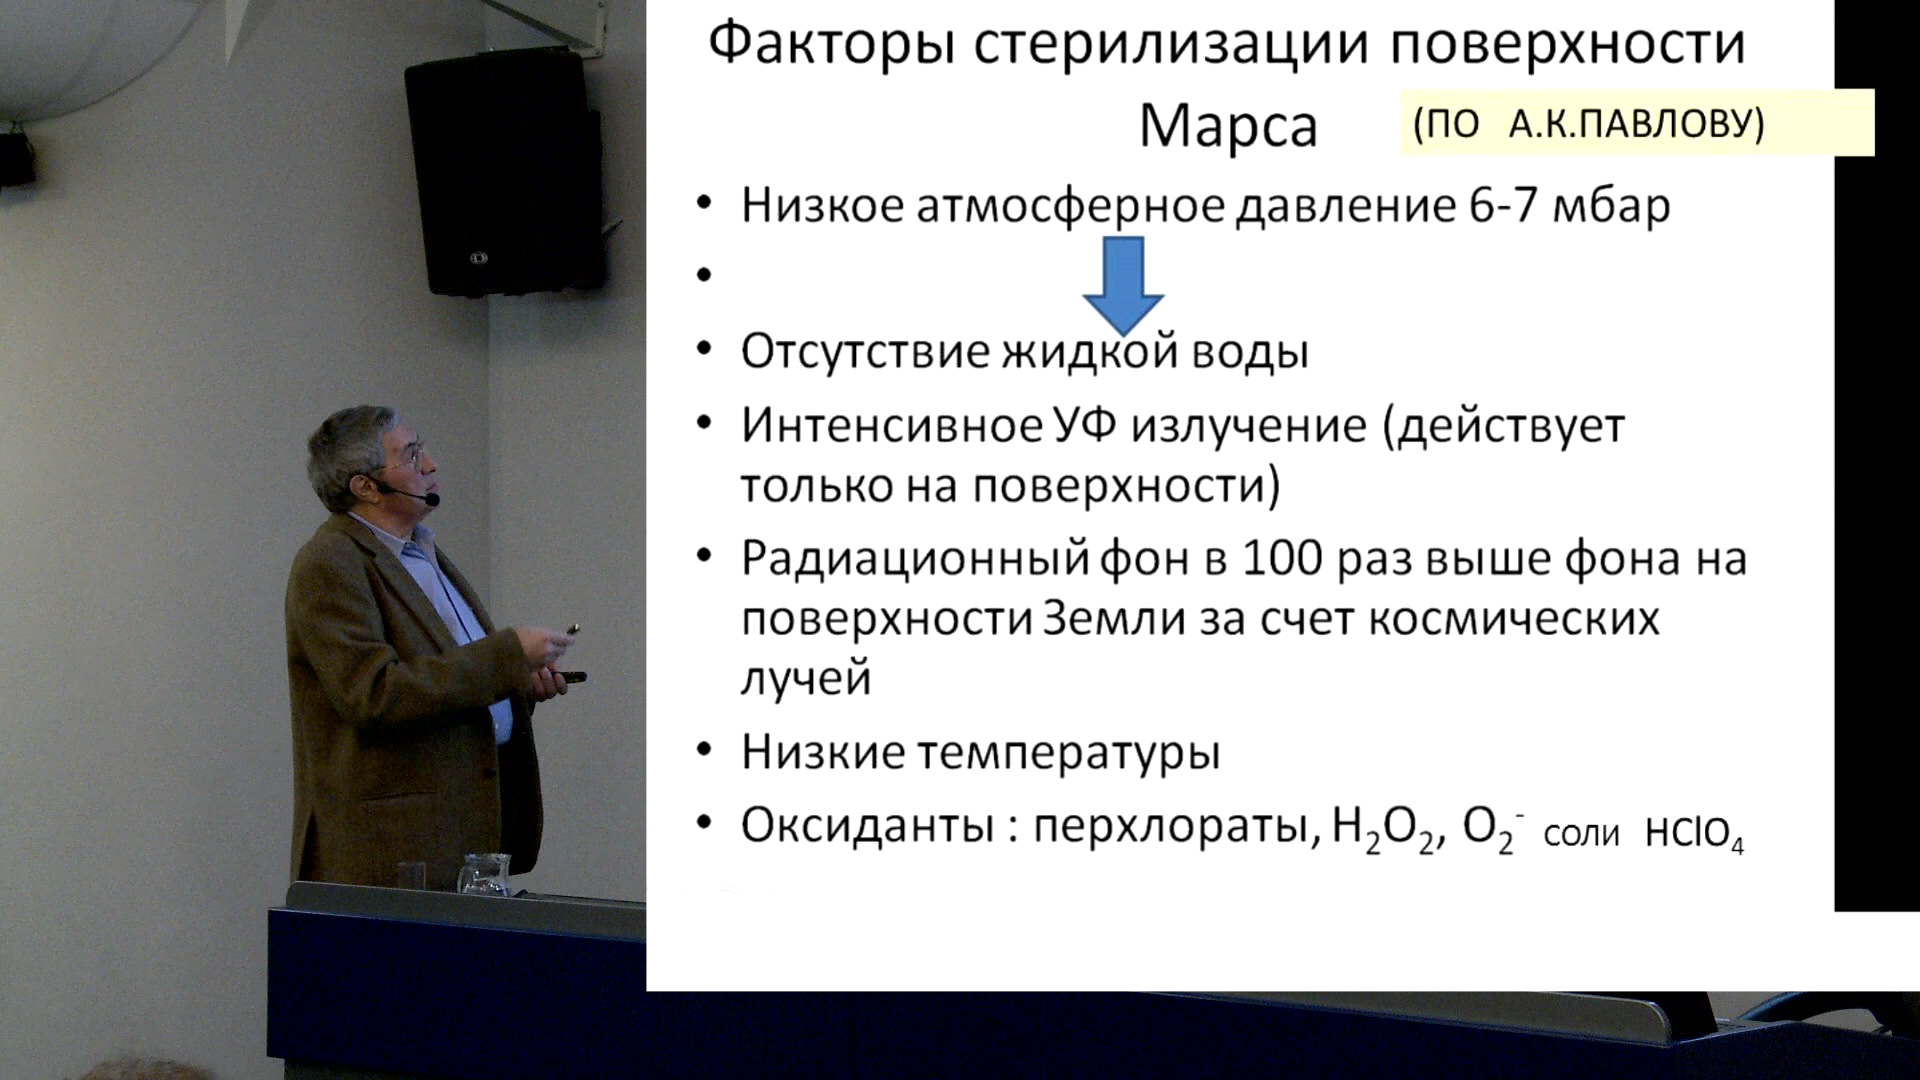 Факторы стерилизации поверхности
Марса (ПО А.К.ПАВЛОВУ)
• Низкое атмосферное давление 6-7 мбар
•
• Отсутствие жидкой воды
• Интенсивное УФ излучение (действует
только на поверхности)
• Радиационный фон в 100 раз выше фона на
поверхности Земли за счет космических
лучей
• Низкие температуры
• Оксиданты : перхлораты, H₂O₂, O₂⁻ соли HClO₄